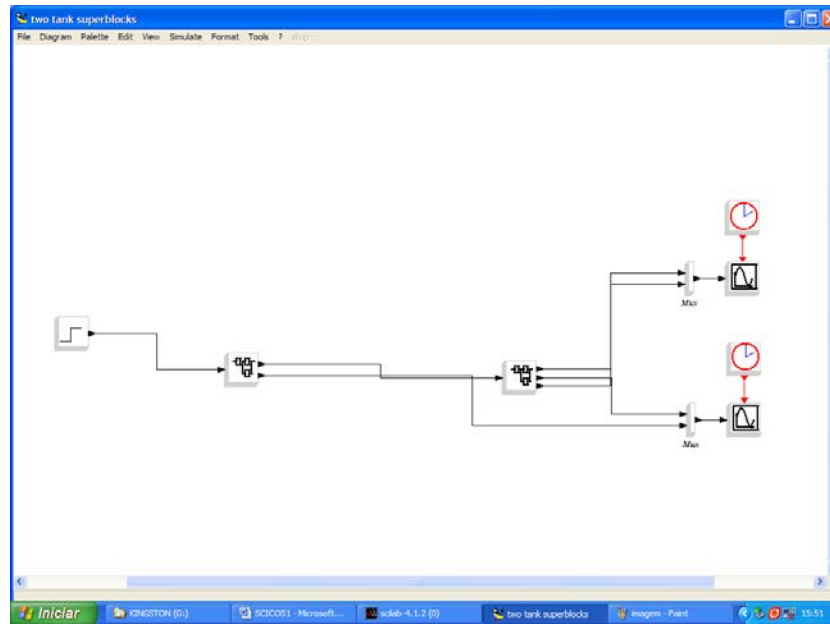 two tank superblocks
File Diagram Palette Edit View Simulate Format Tools ? stop
Mux
Mux
Iniciar KINGSTON (G:) SCICOS1 - Microsoft... scilab-4.1.2 (0) two tank superblocks imagem - Paint 15:51